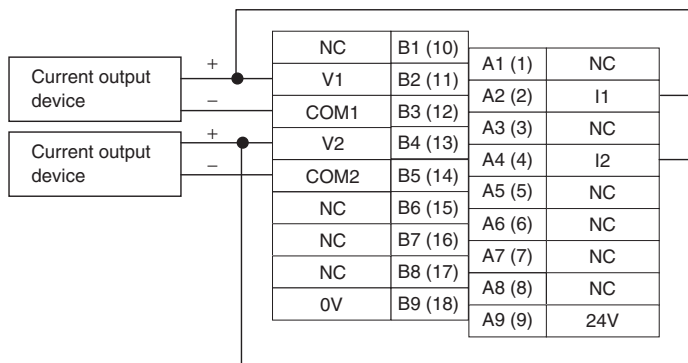 Current output
device
+
−
Current output
device
+
−
NC B1 (10)
V1 B2 (11)
COM1 B3 (12)
V2 B4 (13)
COM2 B5 (14)
NC B6 (15)
NC B7 (16)
NC B8 (17)
0V B9 (18)
A1 (1) NC
A2 (2) I1
A3 (3) NC
A4 (4) I2
A5 (5) NC
A6 (6) NC
A7 (7) NC
A8 (8) NC
A9 (9) 24V